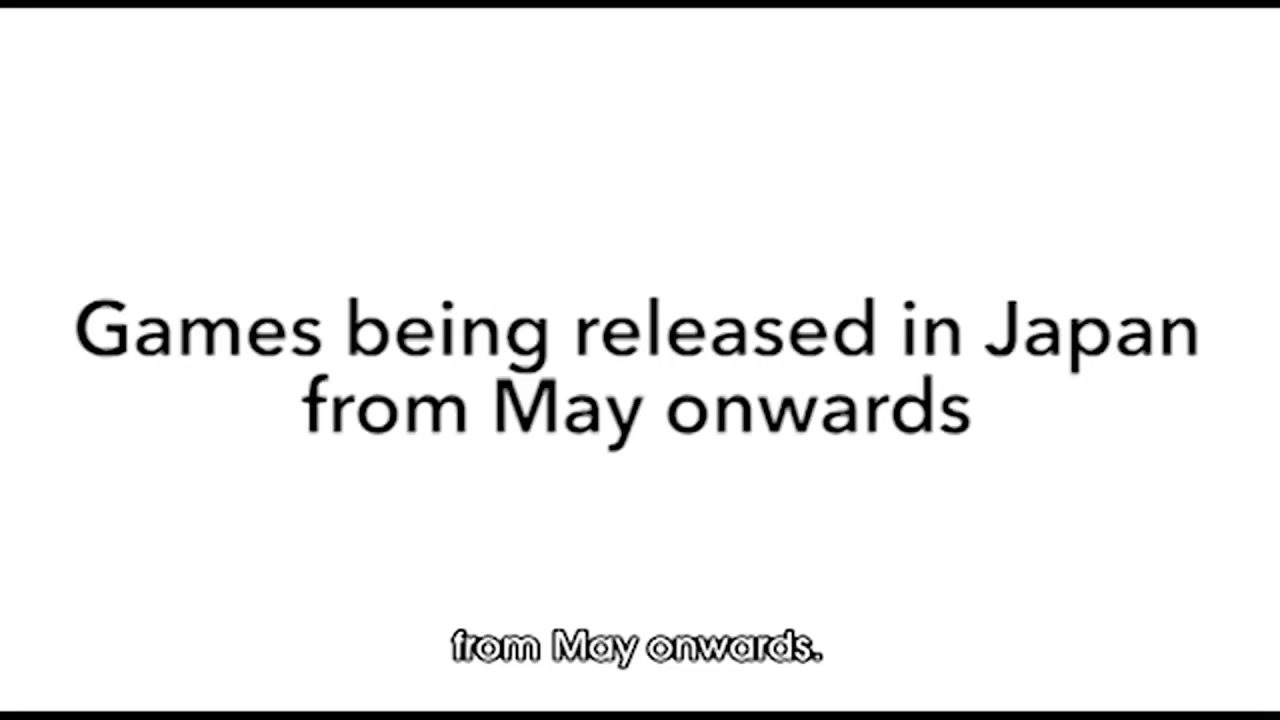 Games being released in Japan
from May onwards
from May onwards.